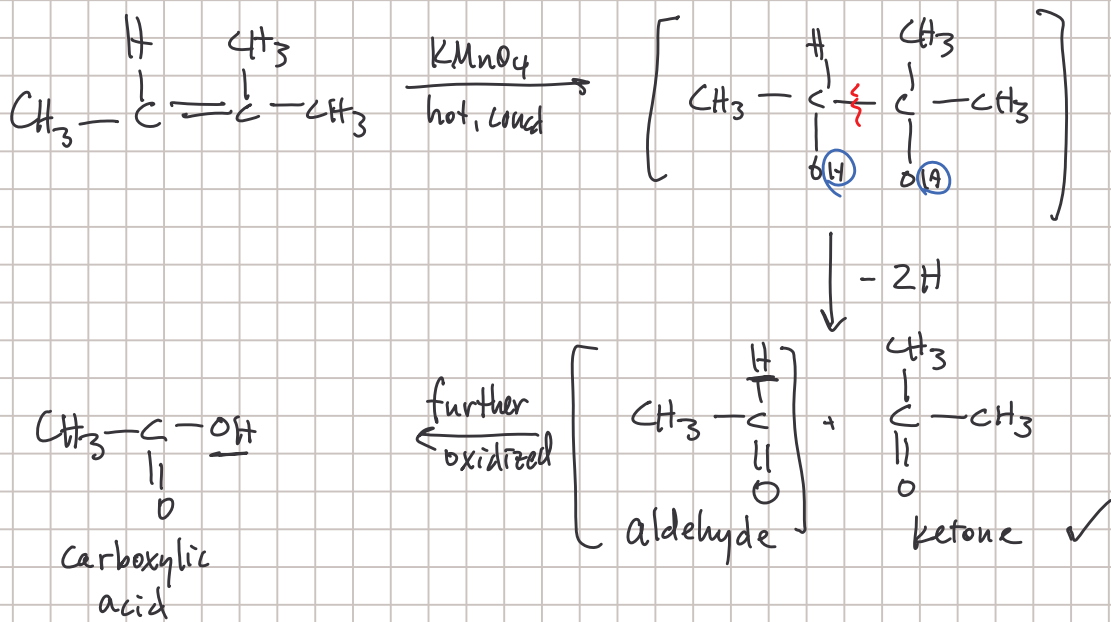 H CH3 KMnO4 H CH3
CH3 — C = C — CH3 hot, concd CH3 — C — C — CH3
OH OH
- 2H
H CH3
CH3 — C — OH further CH3 — C + C — CH3
O oxidized O O
carboxylic aldehyde ketone ✓
acid